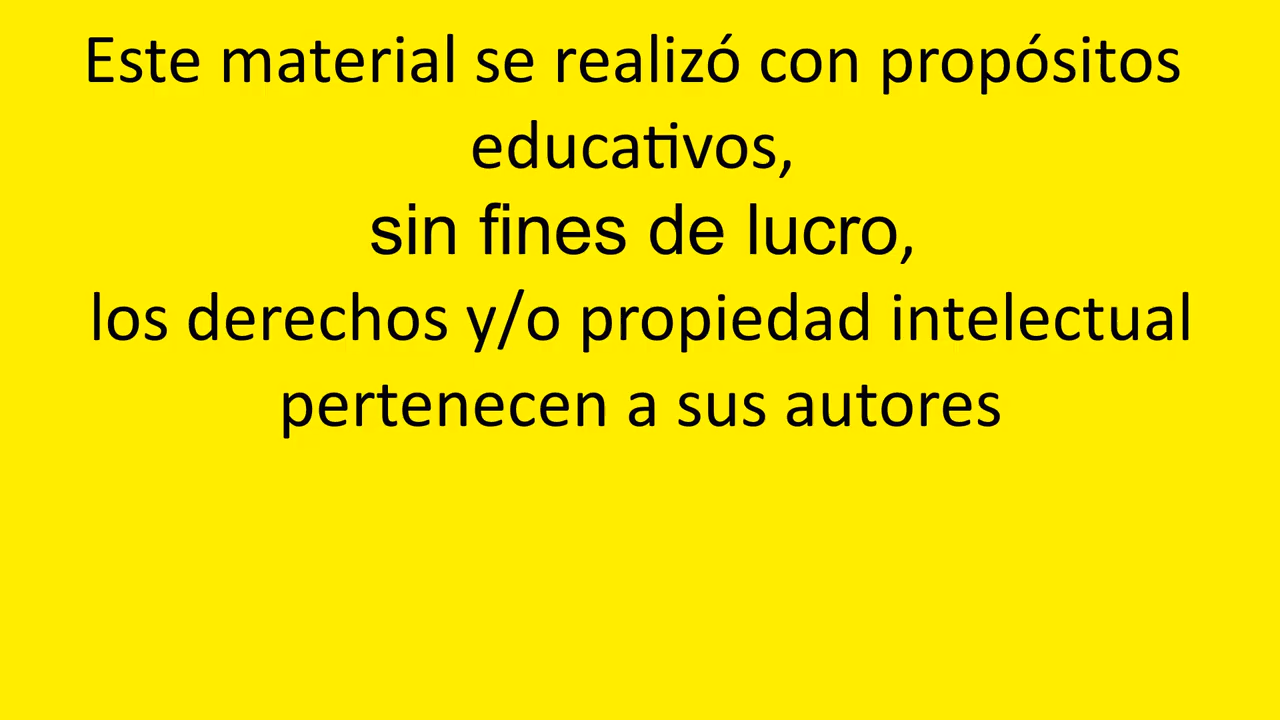 Este material se realizó con propósitos
educativos,
sin fines de lucro,
los derechos y/o propiedad intelectual
pertenecen a sus autores